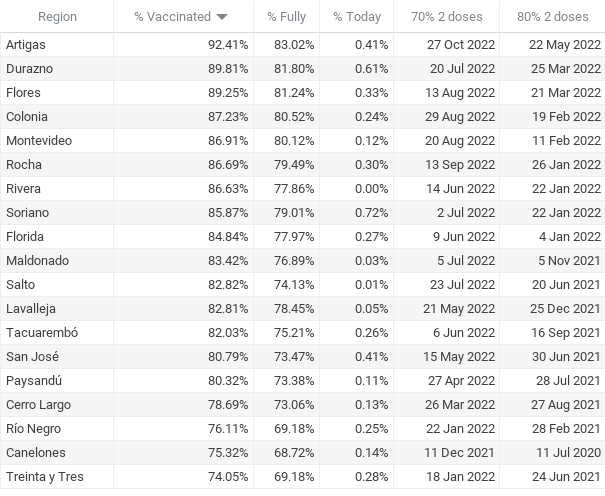 Region % Vaccinated % Fully % Today 70% 2 doses 80% 2 doses
Artigas 92.41% 83.02% 0.41% 27 Oct 2022 22 May 2022
Durazno 89.81% 81.80% 0.61% 20 Jul 2022 25 Mar 2022
Flores 89.25% 81.24% 0.33% 13 Aug 2022 21 Mar 2022
Colonia 87.23% 80.52% 0.24% 29 Aug 2022 19 Feb 2022
Montevideo 86.91% 80.12% 0.12% 20 Aug 2022 11 Feb 2022
Rocha 86.69% 79.49% 0.30% 13 Sep 2022 26 Jan 2022
Rivera 86.63% 77.86% 0.00% 14 Jun 2022 22 Jan 2022
Soriano 85.87% 79.01% 0.72% 2 Jul 2022 22 Jan 2022
Florida 84.84% 77.97% 0.27% 9 Jun 2022 4 Jan 2022
Maldonado 83.42% 76.89% 0.03% 5 Jul 2022 5 Nov 2021
Salto 82.82% 74.13% 0.01% 23 Jul 2022 20 Jun 2021
Lavalleja 82.81% 78.45% 0.05% 21 May 2022 25 Dec 2021
Tacuarembó 82.03% 75.21% 0.26% 6 Jun 2022 16 Sep 2021
San José 80.79% 73.47% 0.41% 15 May 2022 30 Jun 2021
Paysandú 80.32% 73.38% 0.11% 27 Apr 2022 28 Jul 2021
Cerro Largo 78.69% 73.06% 0.13% 26 Mar 2022 27 Aug 2021
Río Negro 76.11% 69.18% 0.25% 22 Jan 2022 28 Feb 2021
Canelones 75.32% 68.72% 0.14% 11 Dec 2021 11 Jul 2020
Treinta y Tres 74.05% 69.18% 0.28% 18 Jan 2022 24 Jun 2021